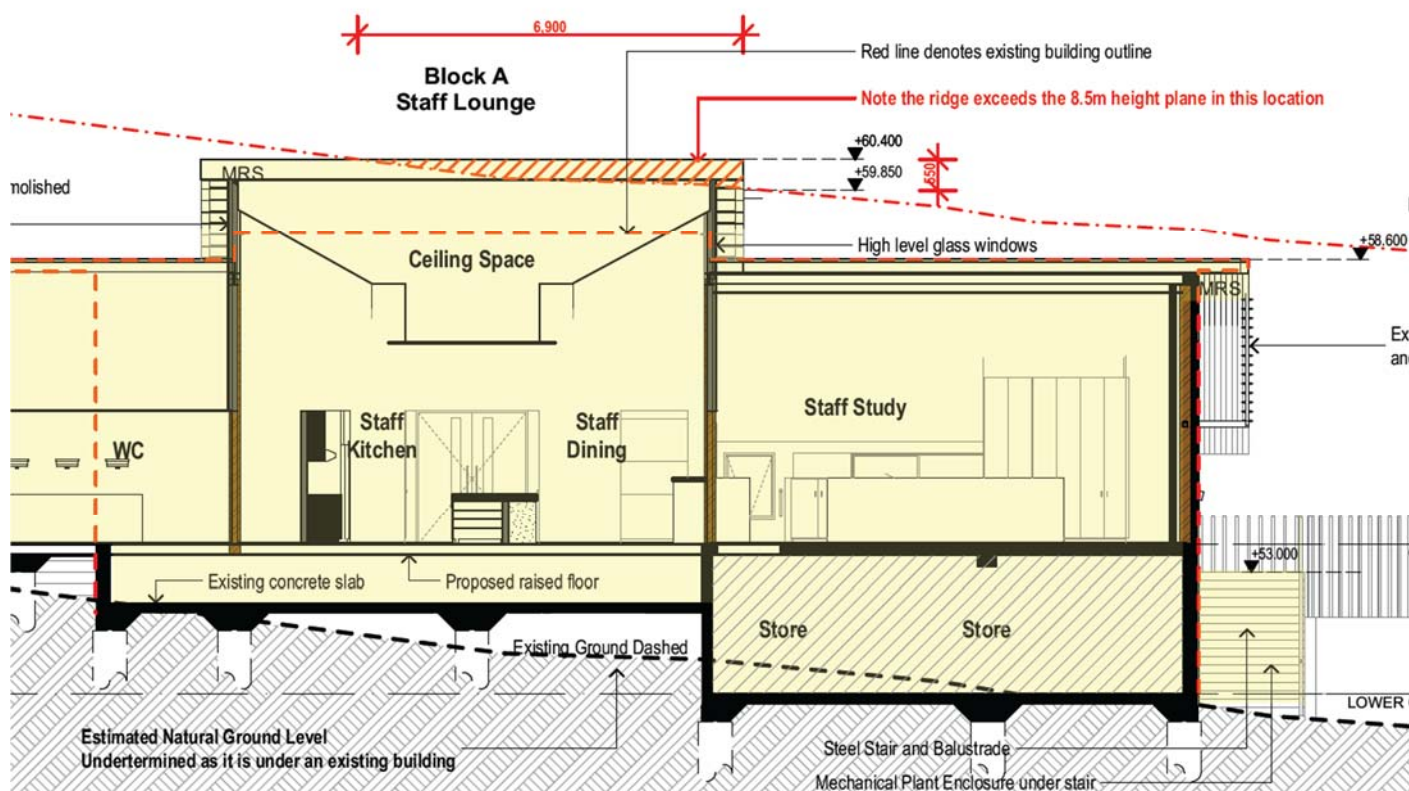 6,900
Block A
Staff Lounge
Red line denotes existing building outline
Note the ridge exceeds the 8.5m height plane in this location
+60.400
+59.850
550
MRS
molished
+58.600
High level glass windows
Ceiling Space
MRS
Ex
and
Staff
Kitchen
Staff
Dining
Staff Study
WC
+53.000
Existing concrete slab
Proposed raised floor
Store
Store
Existing Ground Dashed
LOWER
Estimated Natural Ground Level
Undertermined as it is under an existing building
Steel Stair and Balustrade
Mechanical Plant Enclosure under stair